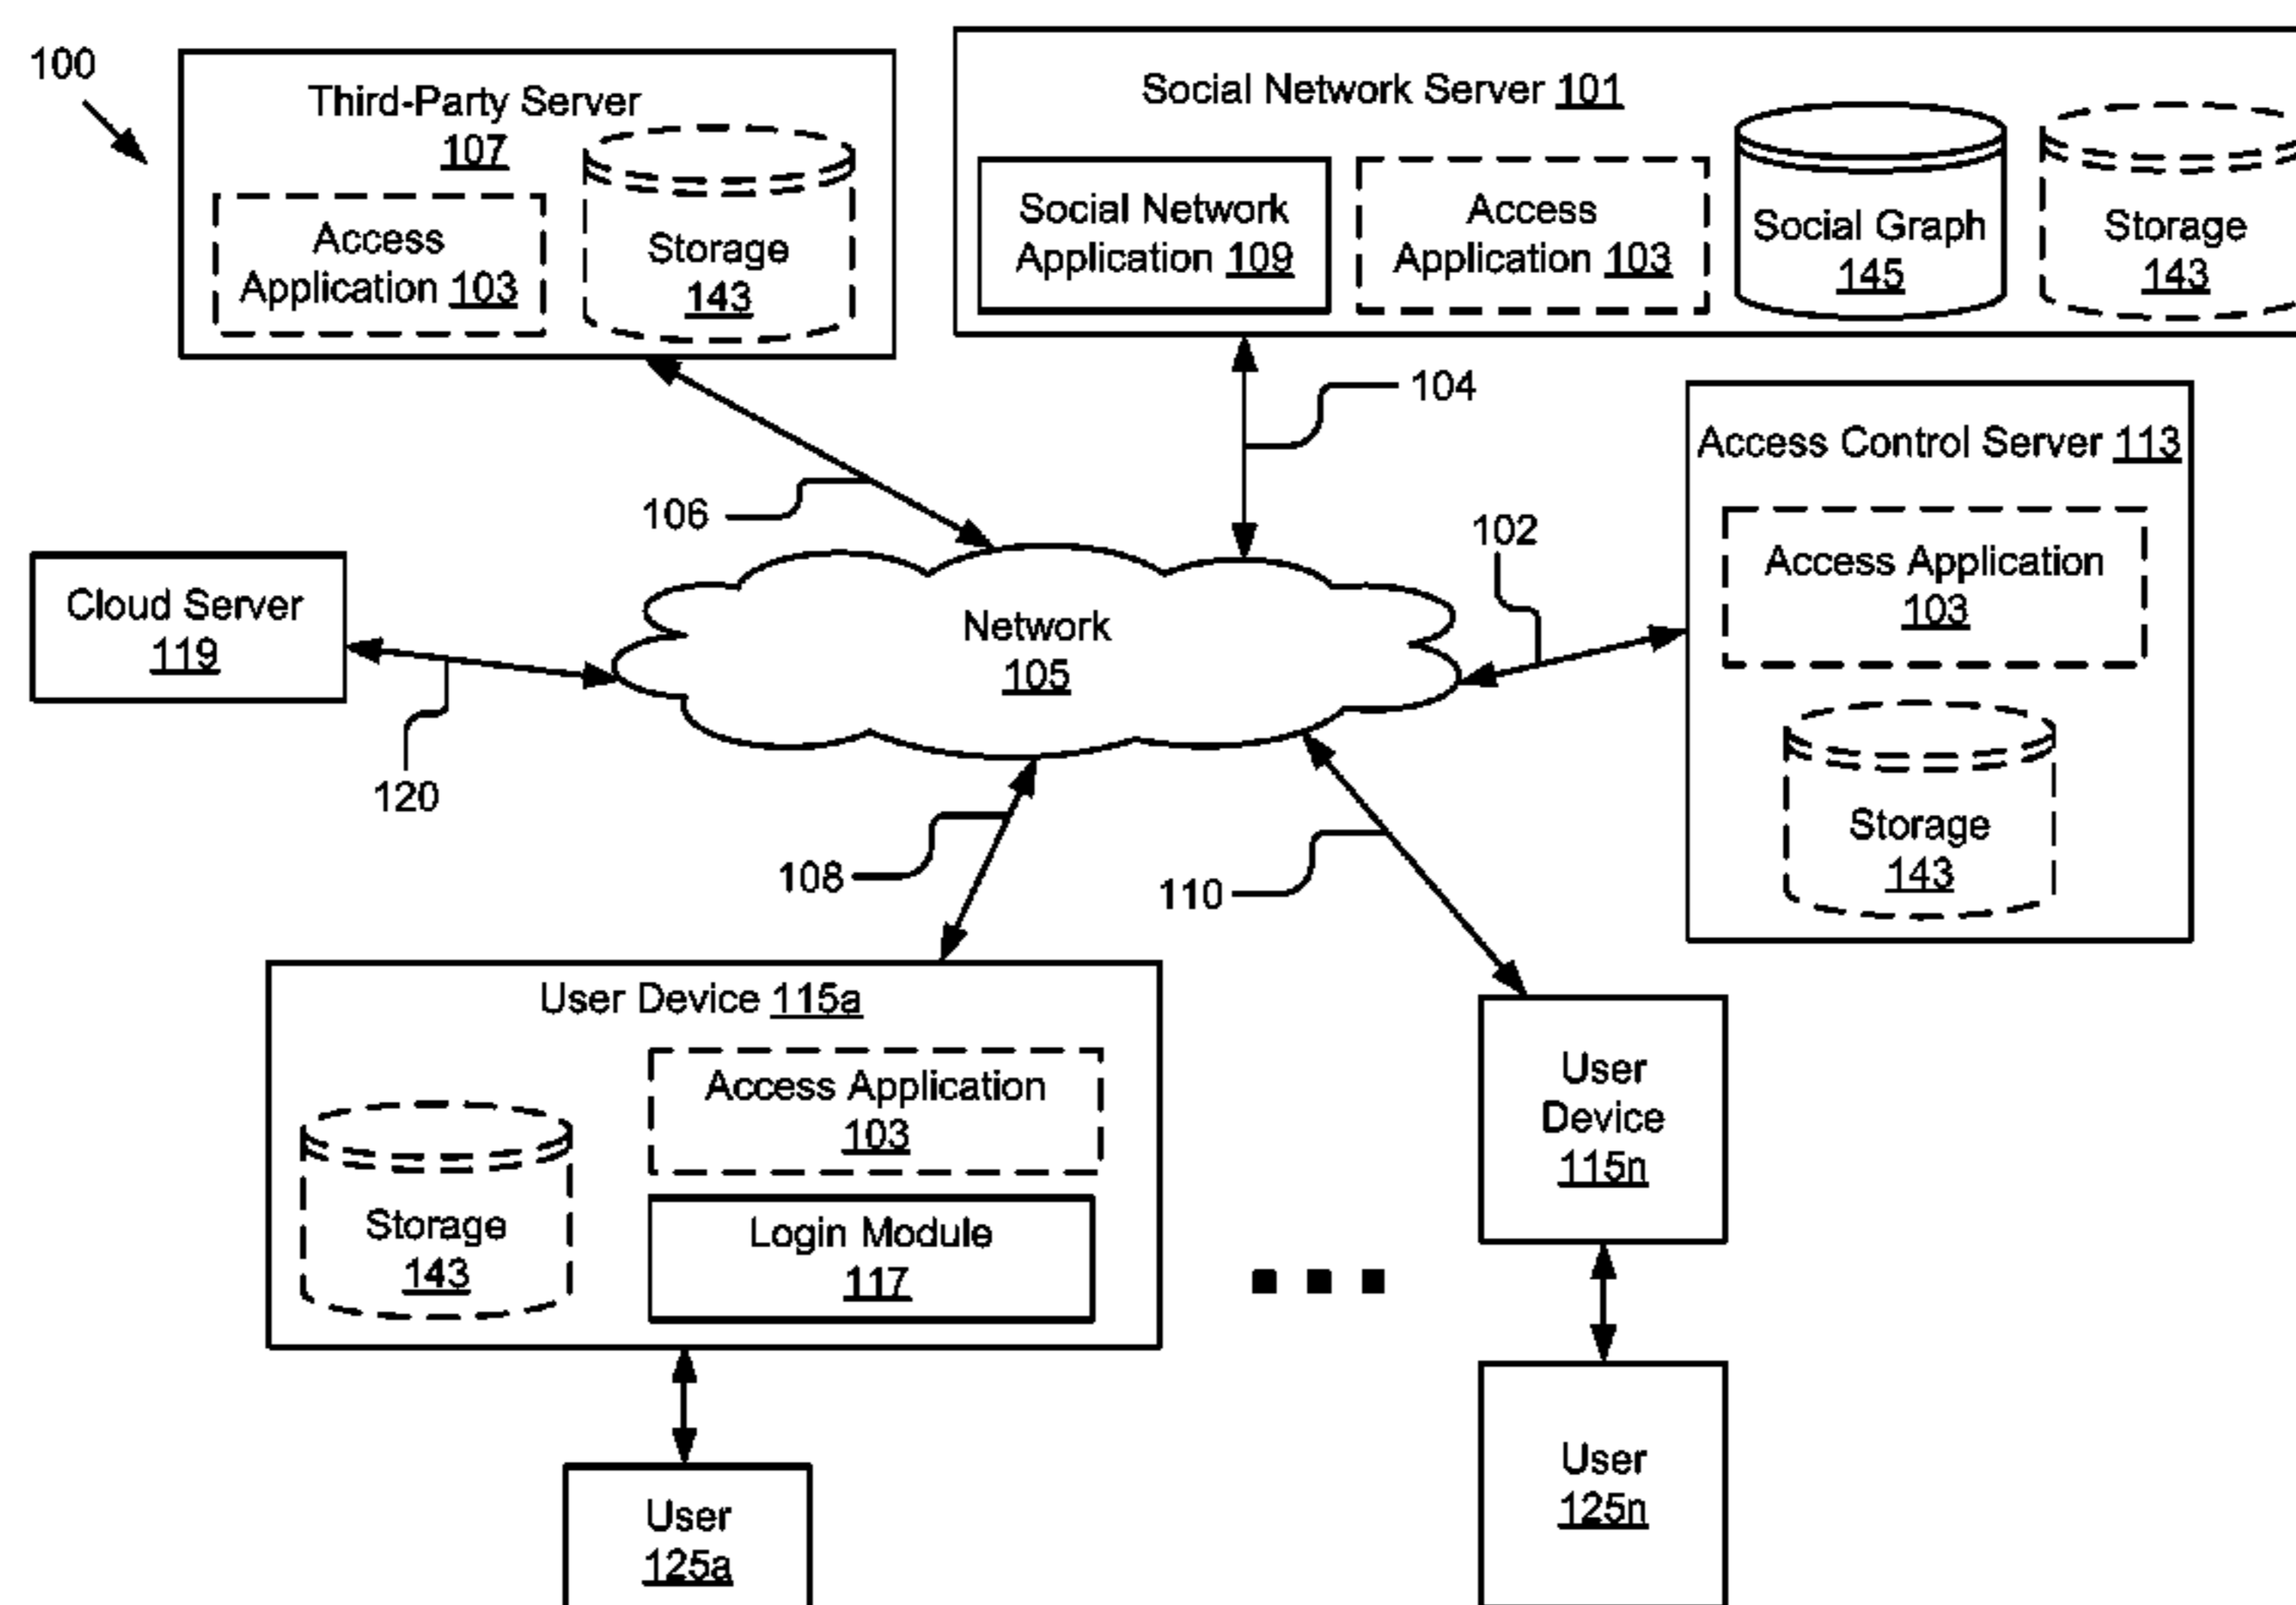 100
Third-Party Server
107
Access
Application 103
Storage
143
Social Network Server 101
Social Network
Application 109
Access
Application 103
Social Graph
145
Storage
143
104
106
102
Access Control Server 113
Access Application
103
Storage
143
Cloud Server
119
120
Network
105
108
110
User Device 115a
Access Application
103
Storage
143
Login Module
117
User
Device
115n
User
125a
User
125n